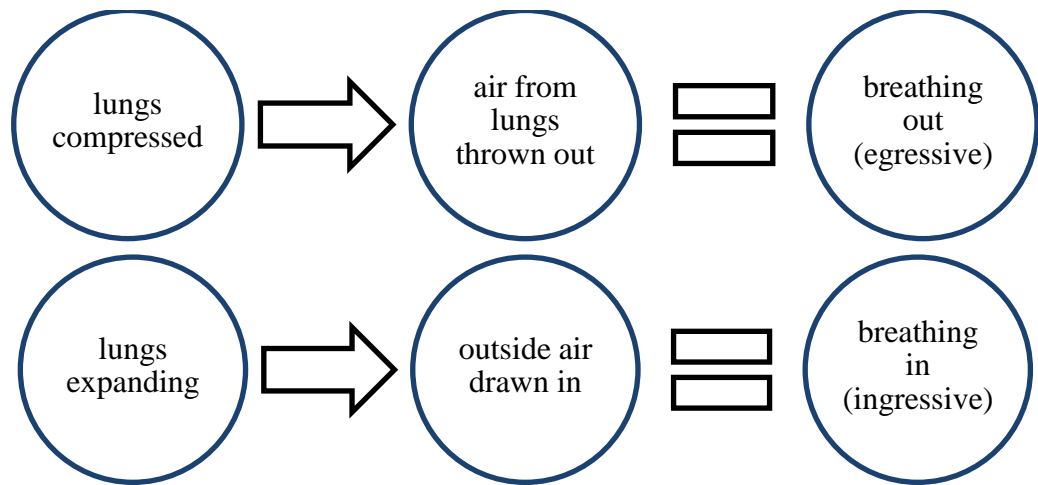 lungs
compressed
air from
lungs
thrown out
breathing
out
(egressive)
lungs
expanding
outside air
drawn in
breathing
in
(ingressive)